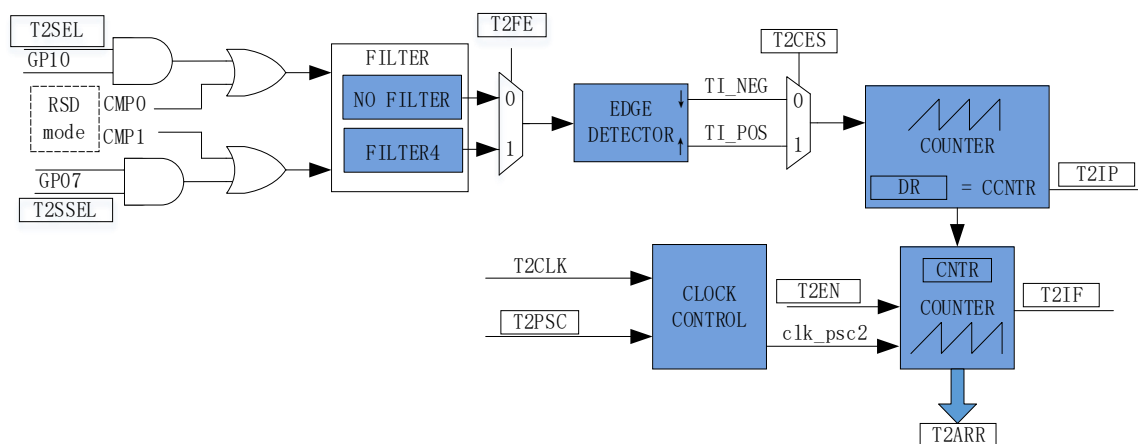 T2SEL
GP10
RSD
mode
CMP0
CMP1
GP07
T2SSEL
FILTER
NO FILTER
FILTER4
T2FE
0
1
EDGE
DETECTOR
TI_NEG
TI_POS
T2CES
0
1
COUNTER
DR = CCNTR
T2IP
T2CLK
T2PSC
CLOCK
CONTROL
T2EN
clk_psc2
CNTR
COUNTER
T2IF
T2ARR